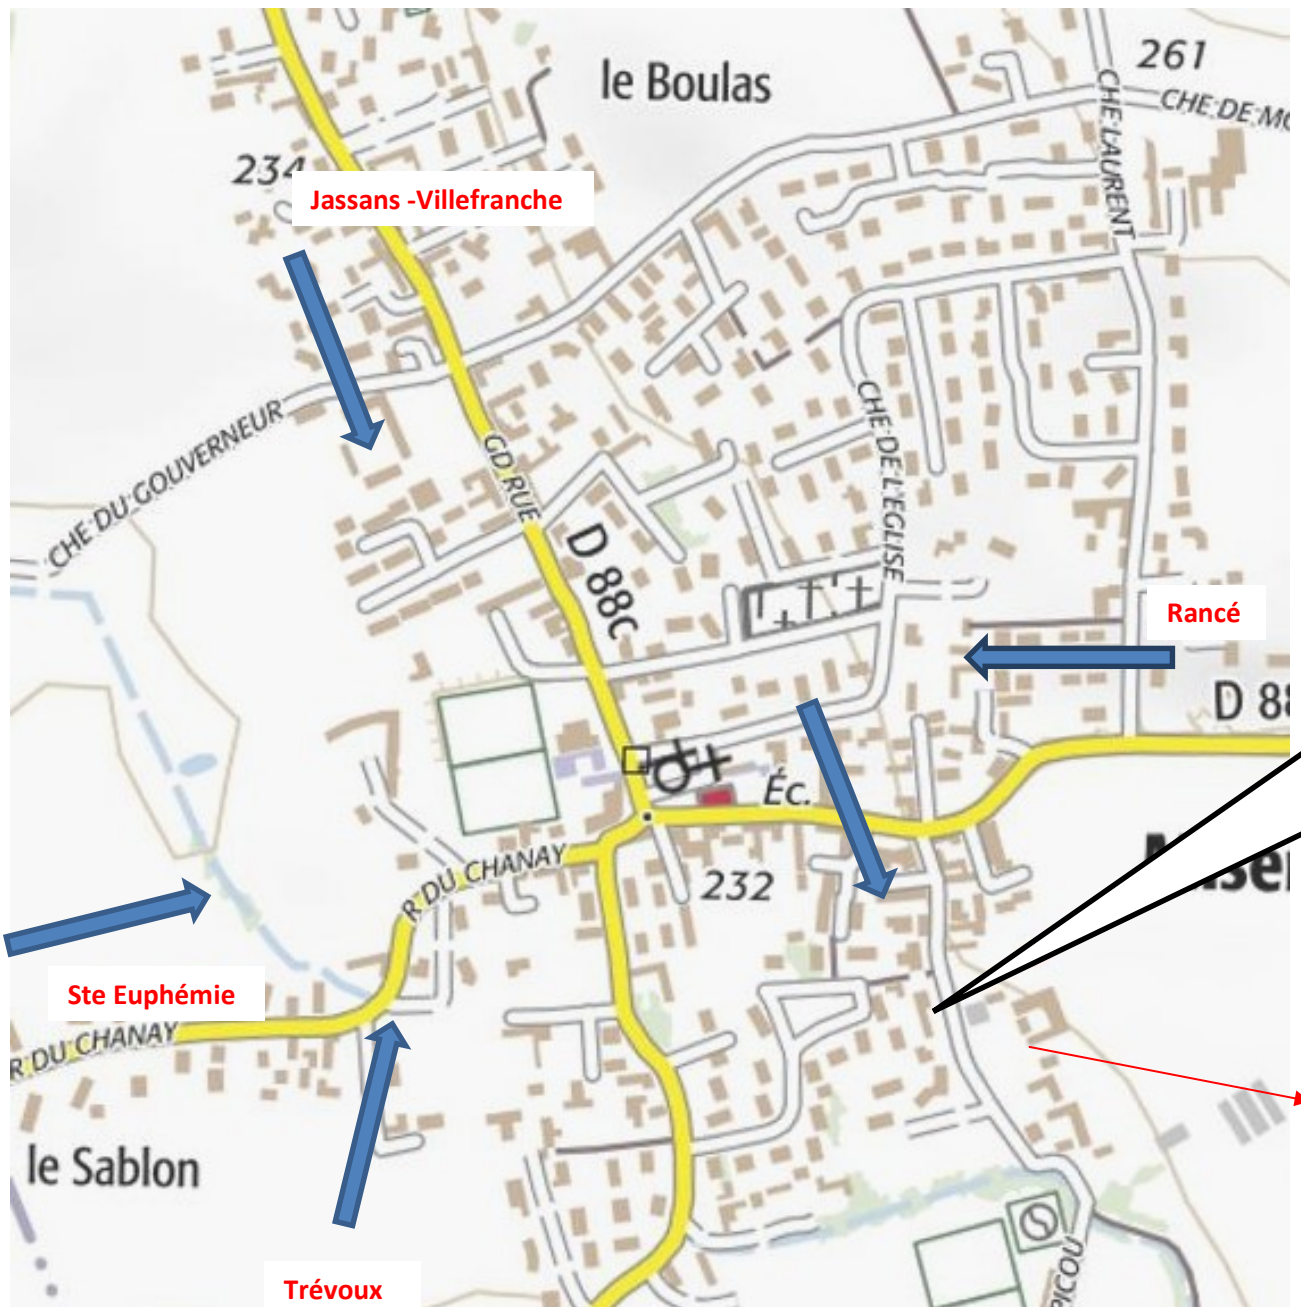 le Boulas
261
CHE DE MO
CHE LAURENT
234
Jassans -Villefranche
CHE DU GOUVERNEUR
GD RUE
CHE DE L'EGLISE
D 88c
Rancé
D 88
Éc.
232
R DU CHANAY
Ste Euphémie
R DU CHANAY
le Sablon
PICOU
Trévoux